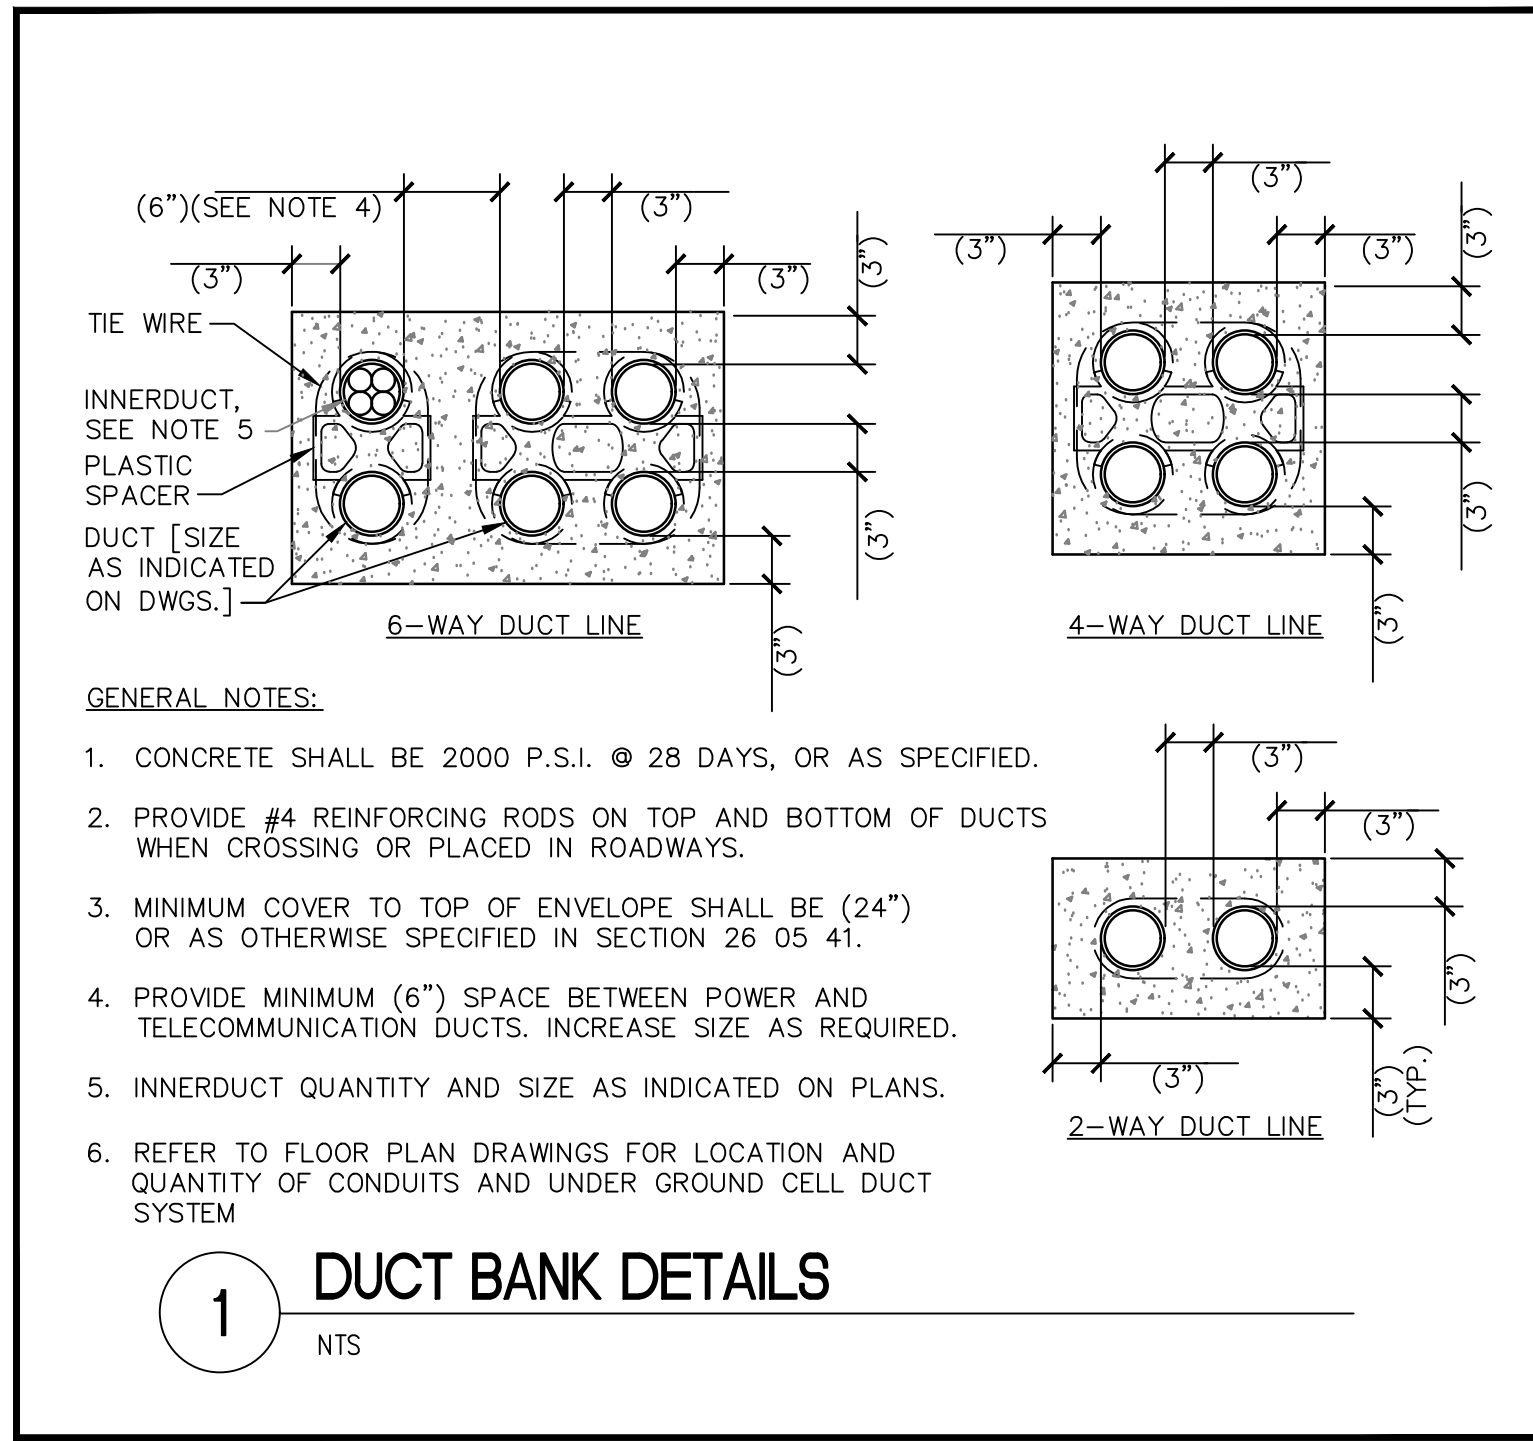 (6")(SEE NOTE 4)
(3")
(3")
(3")
(3")
(3")
(3")
TIE WIRE
INNERDUCT,
SEE NOTE 5
PLASTIC
SPACER
DUCT [SIZE
AS INDICATED
ON DWGS.]
6-WAY DUCT LINE
(3")
(3")
(3")
(3")
(3")
(3")
4-WAY DUCT LINE
GENERAL NOTES:
1. CONCRETE SHALL BE 2000 P.S.I. @ 28 DAYS, OR AS SPECIFIED.
2. PROVIDE #4 REINFORCING RODS ON TOP AND BOTTOM OF DUCTS
WHEN CROSSING OR PLACED IN ROADWAYS.
3. MINIMUM COVER TO TOP OF ENVELOPE SHALL BE (24")
OR AS OTHERWISE SPECIFIED IN SECTION 26 05 41.
4. PROVIDE MINIMUM (6") SPACE BETWEEN POWER AND
TELECOMMUNICATION DUCTS. INCREASE SIZE AS REQUIRED.
5. INNERDUCT QUANTITY AND SIZE AS INDICATED ON PLANS.
6. REFER TO FLOOR PLAN DRAWINGS FOR LOCATION AND
QUANTITY OF CONDUITS AND UNDER GROUND CELL DUCT
SYSTEM
(3")
(3")
(3")
(3")
(3")
(TYP.)
2-WAY DUCT LINE
1
DUCT BANK DETAILS
NTS